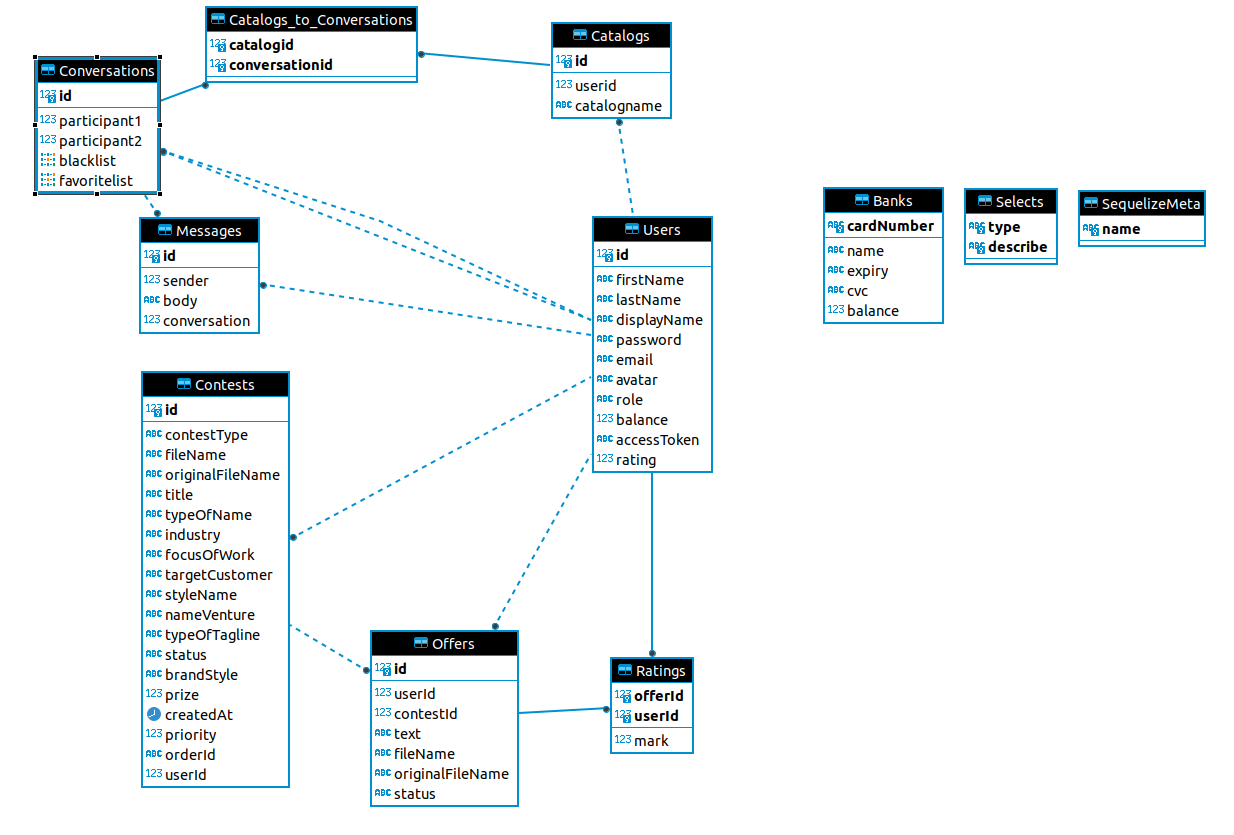 Catalogs_to_Conversations
catalogid
conversationid
Catalogs
id
userid
catalogname
Conversations
id
participant1
participant2
blacklist
favoritelist
Messages
id
sender
body
conversation
Users
id
firstName
lastName
displayName
password
email
avatar
role
balance
accessToken
rating
Banks
cardNumber
name
expiry
cvc
balance
Selects
type
describe
SequelizeMeta
name
Contests
id
contestType
fileName
originalFileName
title
typeOfName
industry
focusOfWork
targetCustomer
styleName
nameVenture
typeOfTagline
status
brandStyle
prize
createdAt
priority
orderId
userId
Offers
id
userId
contestId
text
fileName
originalFileName
status
Ratings
offerId
userId
mark